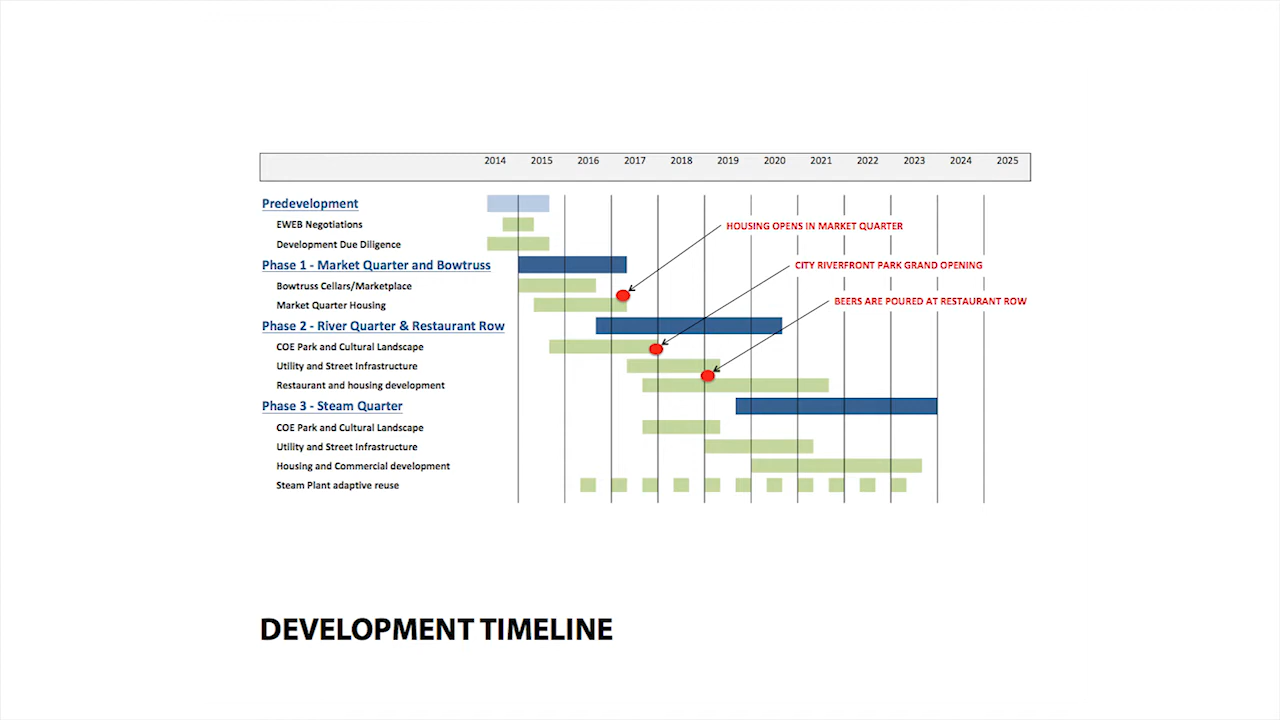 2014 2015 2016 2017 2018 2019 2020 2021 2022 2023 2024 2025
Predevelopment
EWEB Negotiations
HOUSING OPENS IN MARKET QUARTER
Development Due Diligence
Phase 1 - Market Quarter and Bowtruss
CITY RIVERFRONT PARK GRAND OPENING
Bowtruss Cellars/Marketplace
BEERS ARE POURED AT RESTAURANT ROW
Market Quarter Housing
Phase 2 - River Quarter & Restaurant Row
COE Park and Cultural Landscape
Utility and Street Infrastructure
Restaurant and housing development
Phase 3 - Steam Quarter
COE Park and Cultural Landscape
Utility and Street Infrastructure
Housing and Commercial development
Steam Plant adaptive reuse
DEVELOPMENT TIMELINE